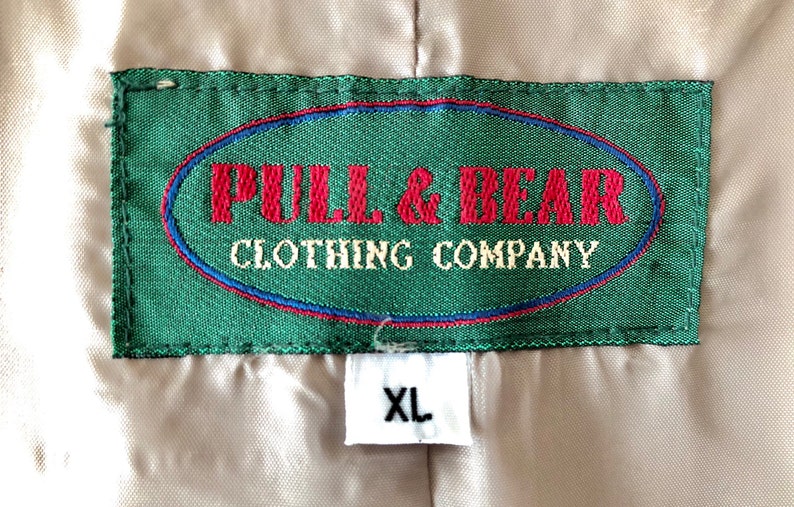 PULL & BEAR
CLOTHING COMPANY
XL